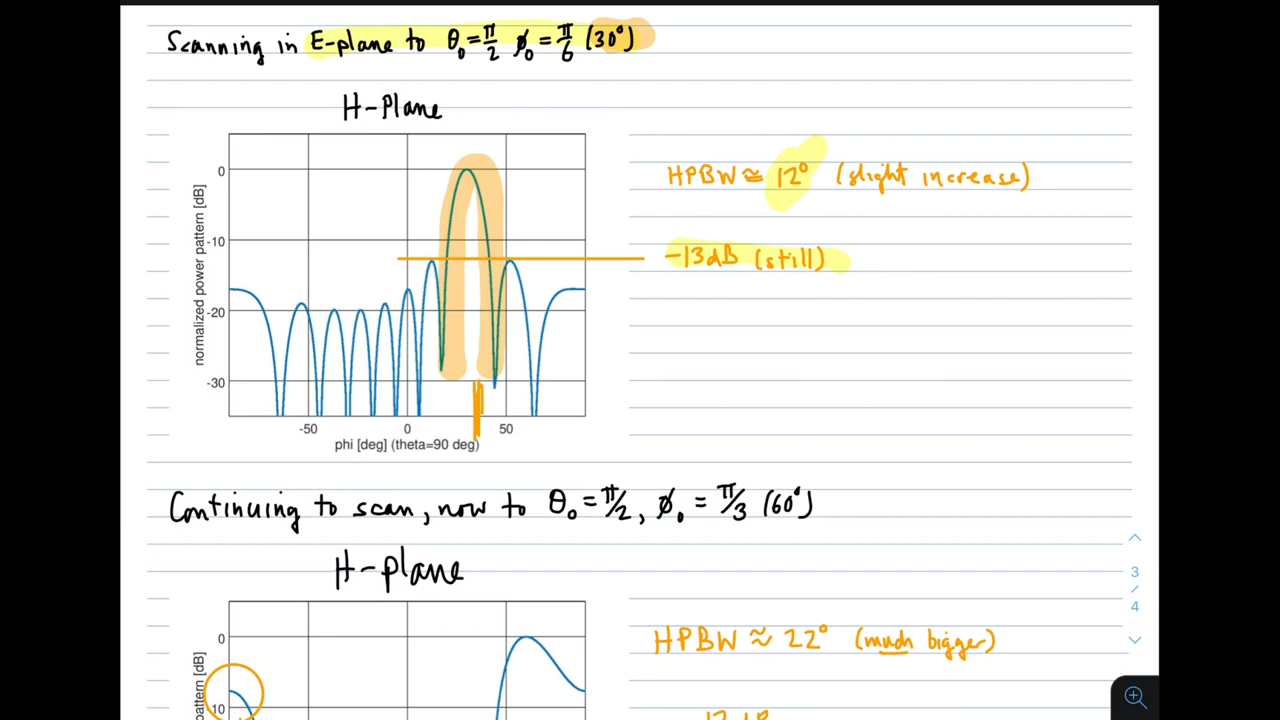 Scanning in E-plane to θ₀ = π/2 ϕ₀ = π/6 (30°)
H-Plane
normalized power pattern [dB]
0
-10
-20
-30
-50 0 50
phi [deg] (theta=90 deg)
HPBW ≅ 12° (slight increase)
-13dB (still)
Continuing to scan, now to θ₀ = π/2, ϕ₀ = π/3 (60°)
H-plane
0
10
pattern [dB]
HPBW ≈ 22° (much bigger)
3
/
4